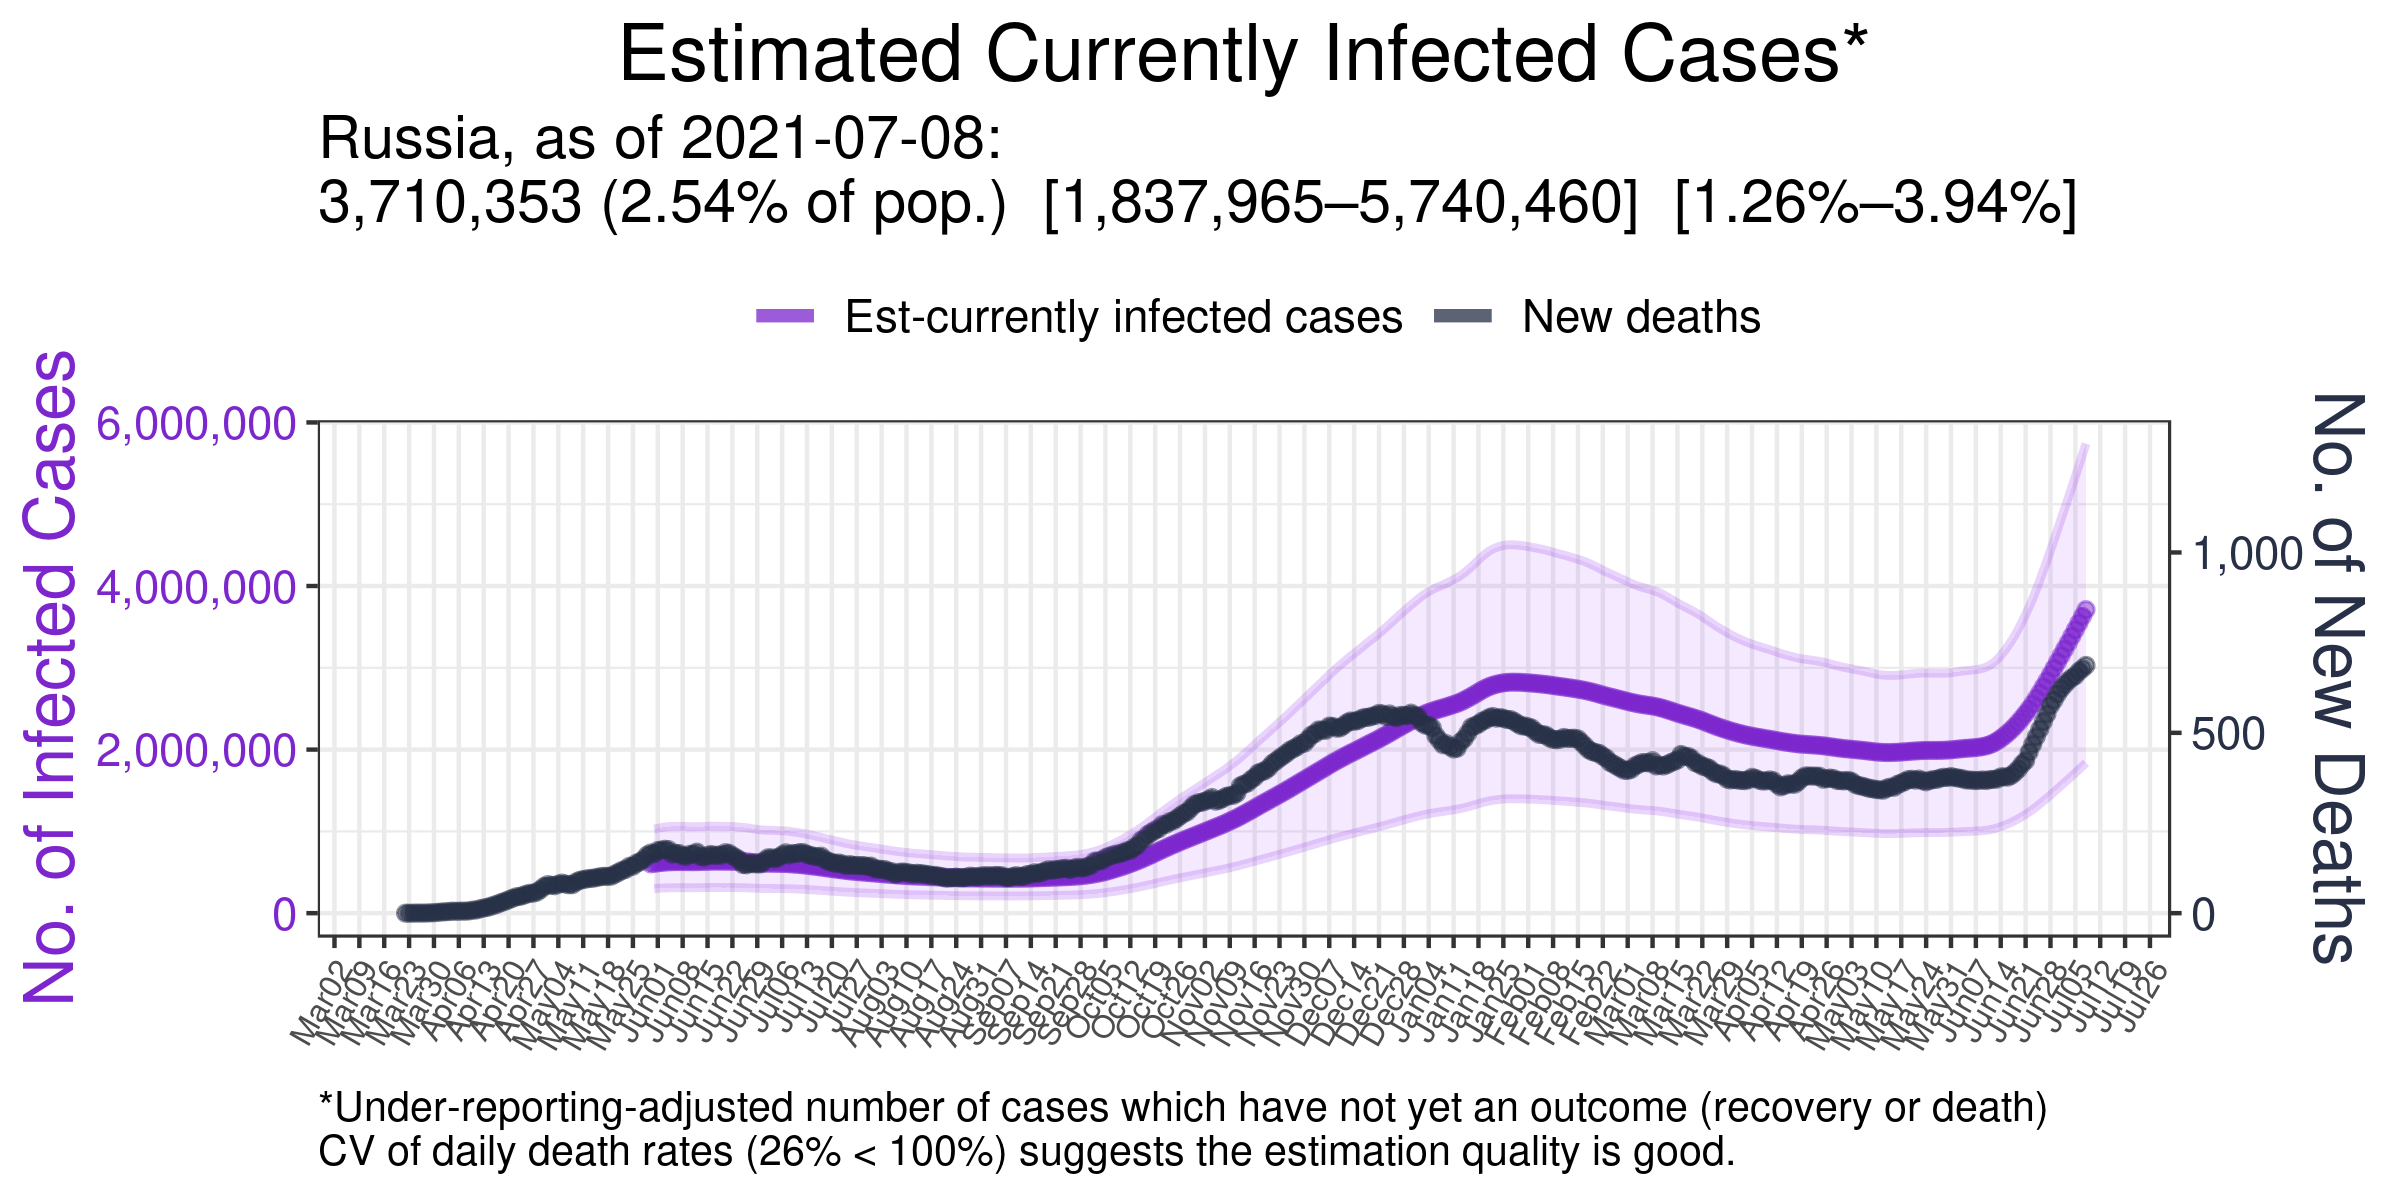 Estimated Currently Infected Cases*
Russia, as of 2021-07-08:
3,710,353 (2.54% of pop.) [1,837,965–5,740,460] [1.26%–3.94%]
Est-currently infected cases New deaths
No. of Infected Cases
6,000,000
4,000,000
2,000,000
0
No. of New Deaths
1,000
500
0
Mar02 Mar09 Mar16 Mar23 Mar30 Apr06 Apr13 Apr20 Apr27 May04 May11 May18 May25 Jun01 Jun08 Jun15 Jun22 Jun29 Jul06 Jul13 Jul20 Jul27 Aug03 Aug10 Aug17 Aug24 Aug31 Sep07 Sep14 Sep21 Sep28 Oct05 Oct12 Oct19 Oct26 Nov02 Nov09 Nov16 Nov23 Nov30 Dec07 Dec14 Dec21 Dec28 Jan04 Jan11 Jan18 Jan25 Feb01 Feb08 Feb15 Feb22 Mar01 Mar08 Mar15 Mar22 Mar29 Apr05 Apr12 Apr19 Apr26 May03 May10 May17 May24 May31 Jun07 Jun14 Jun21 Jun28 Jul05 Jul12 Jul19 Jul26
*Under-reporting-adjusted number of cases which have not yet an outcome (recovery or death)
CV of daily death rates (26% < 100%) suggests the estimation quality is good.